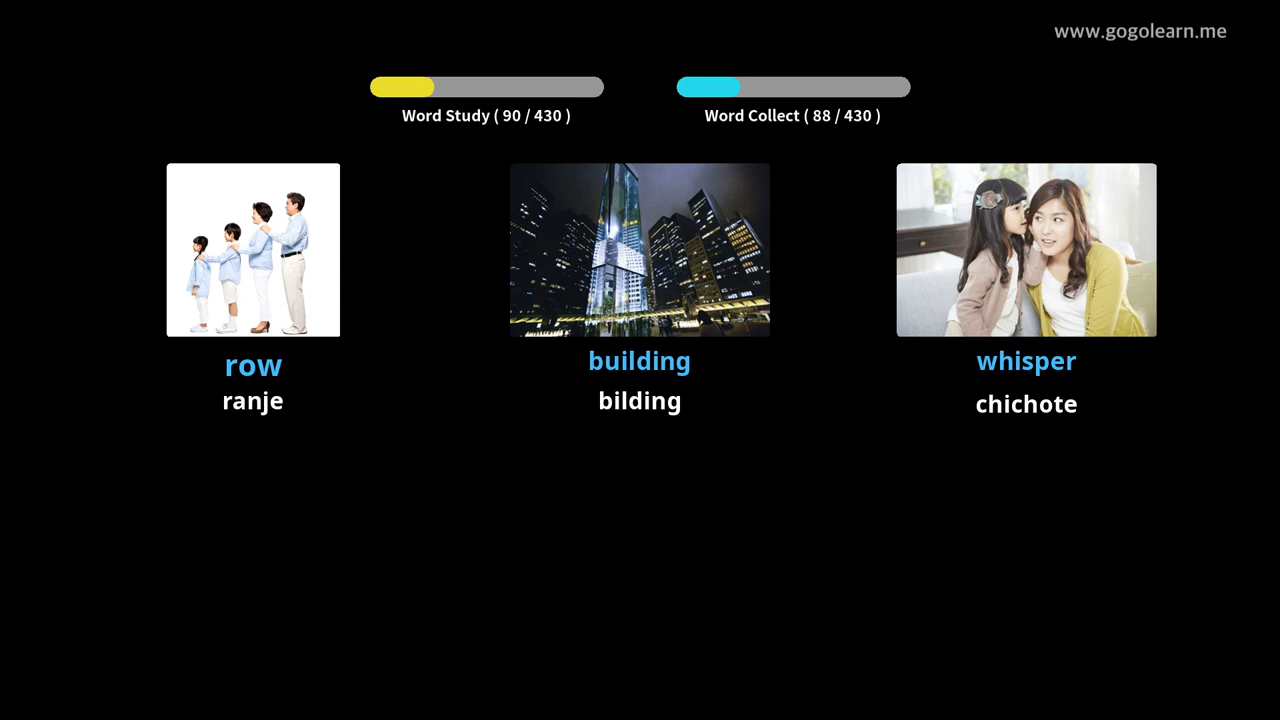 www.gogolearn.me
Word Study ( 90 / 430 )
Word Collect ( 88 / 430 )
row
ranje
building
bilding
whisper
chichote